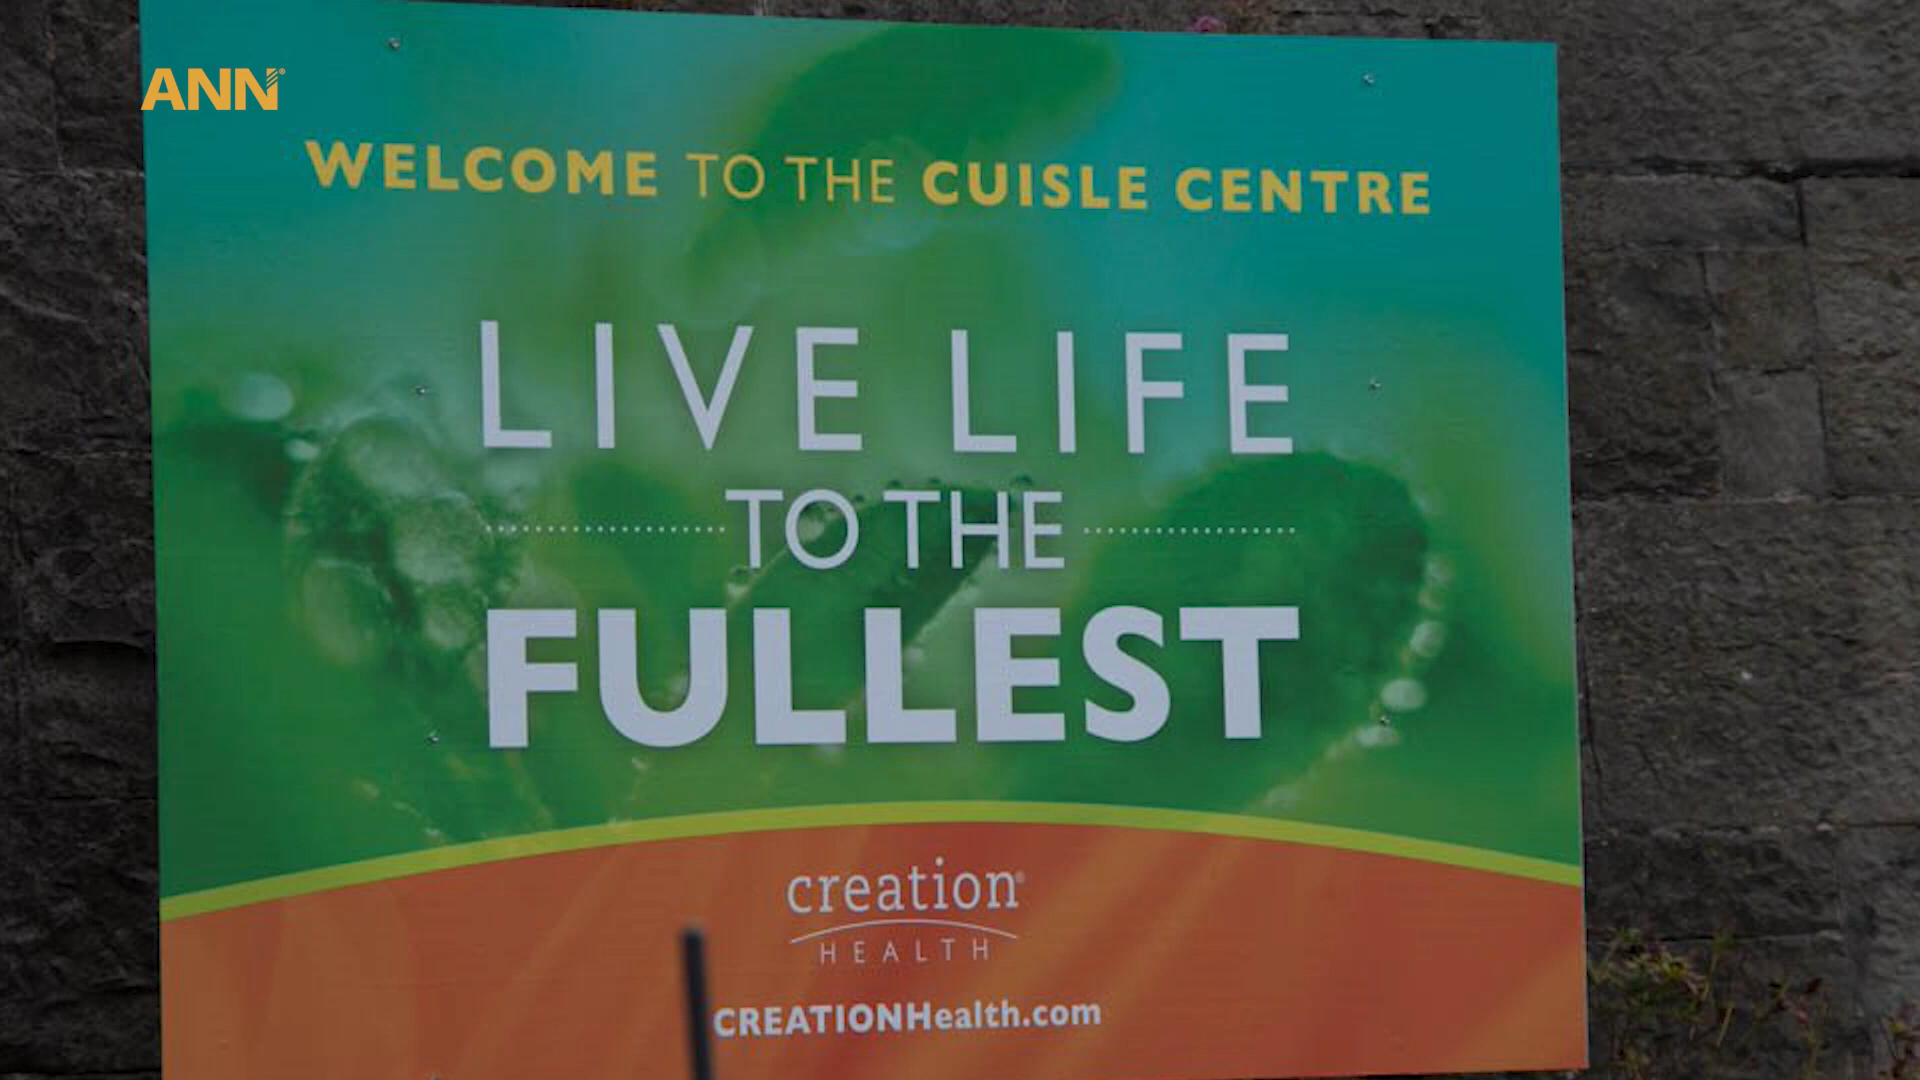 ANN
WELCOME TO THE CUISLE CENTRE
LIVE LIFE
TO THE
FULLEST
creation®
HEALTH
CREATIONHealth.com